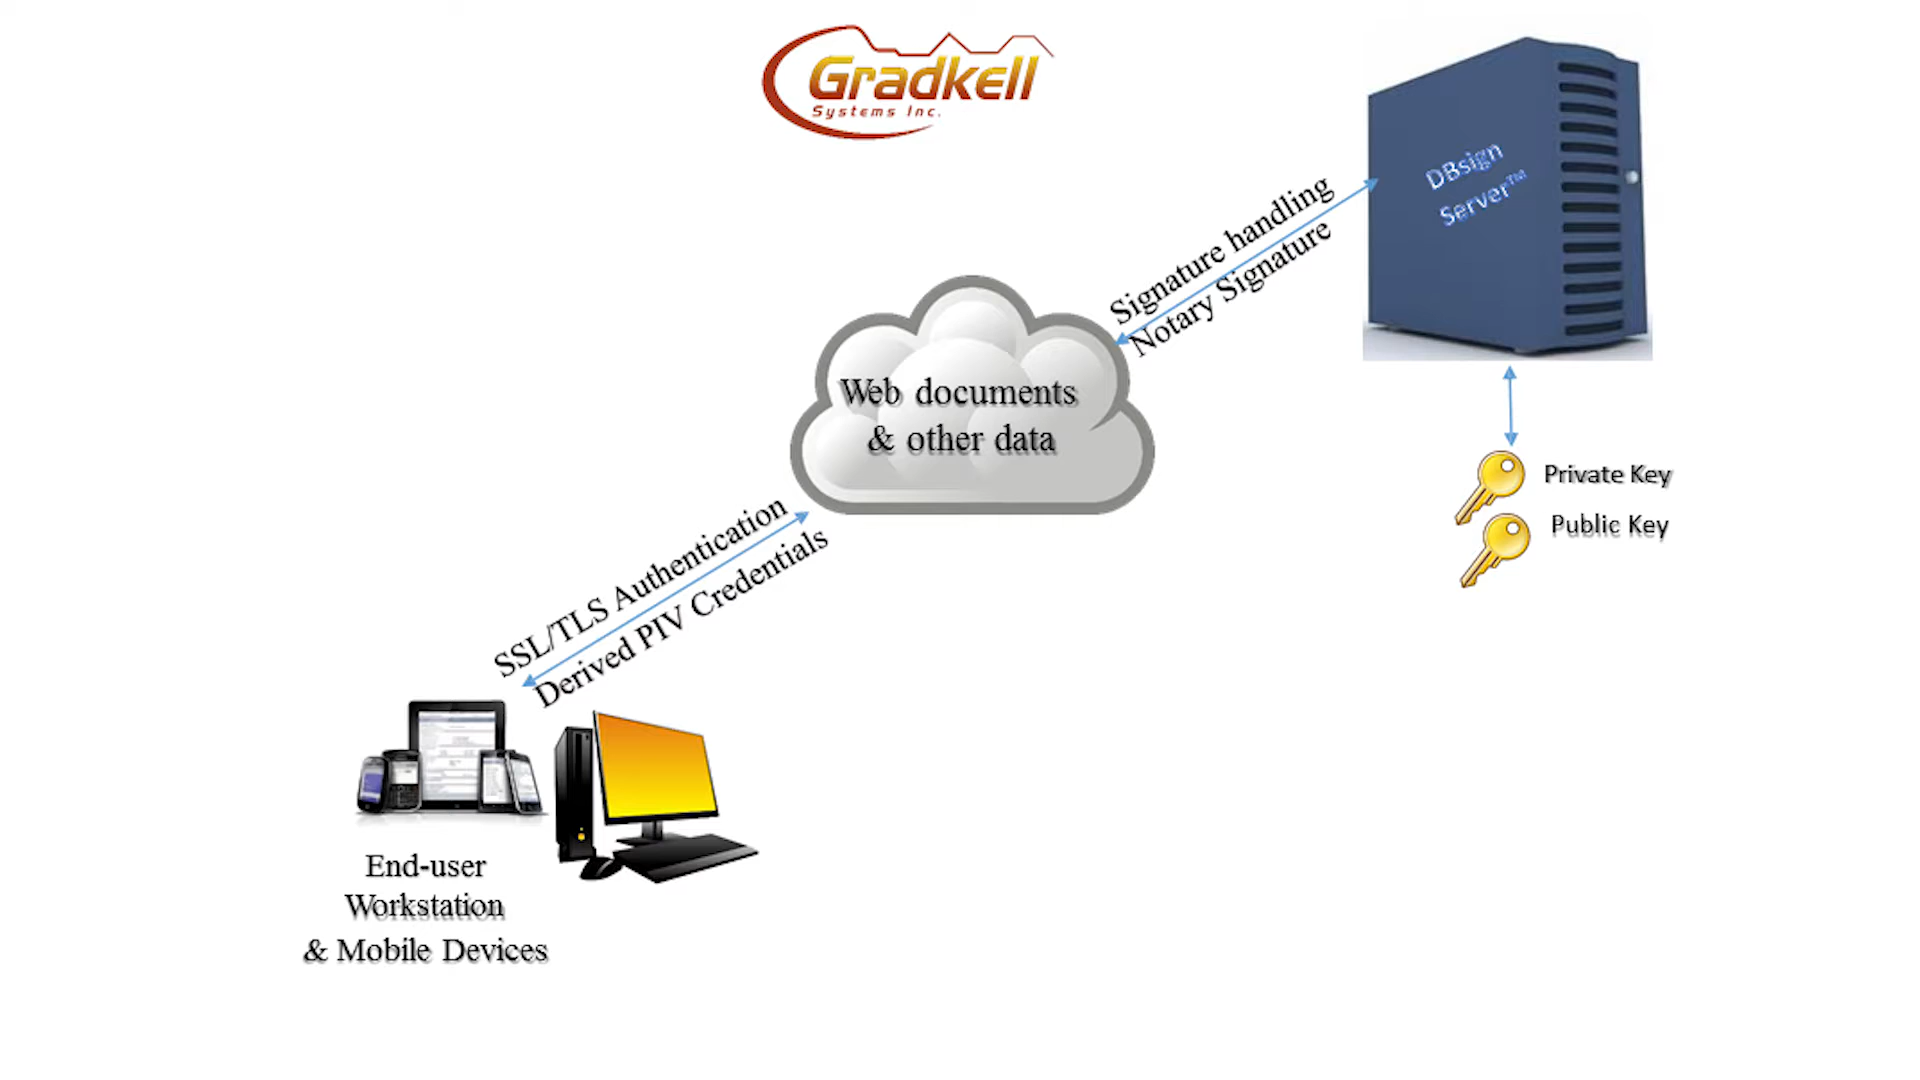 Gradkell
Systems Inc.
DBsign
Server™
Signature handling
Notary Signature
Web documents
& other data
Private Key
Public Key
SSL/TLS Authentication
Derived PIV Credentials
End-user
Workstation
& Mobile Devices